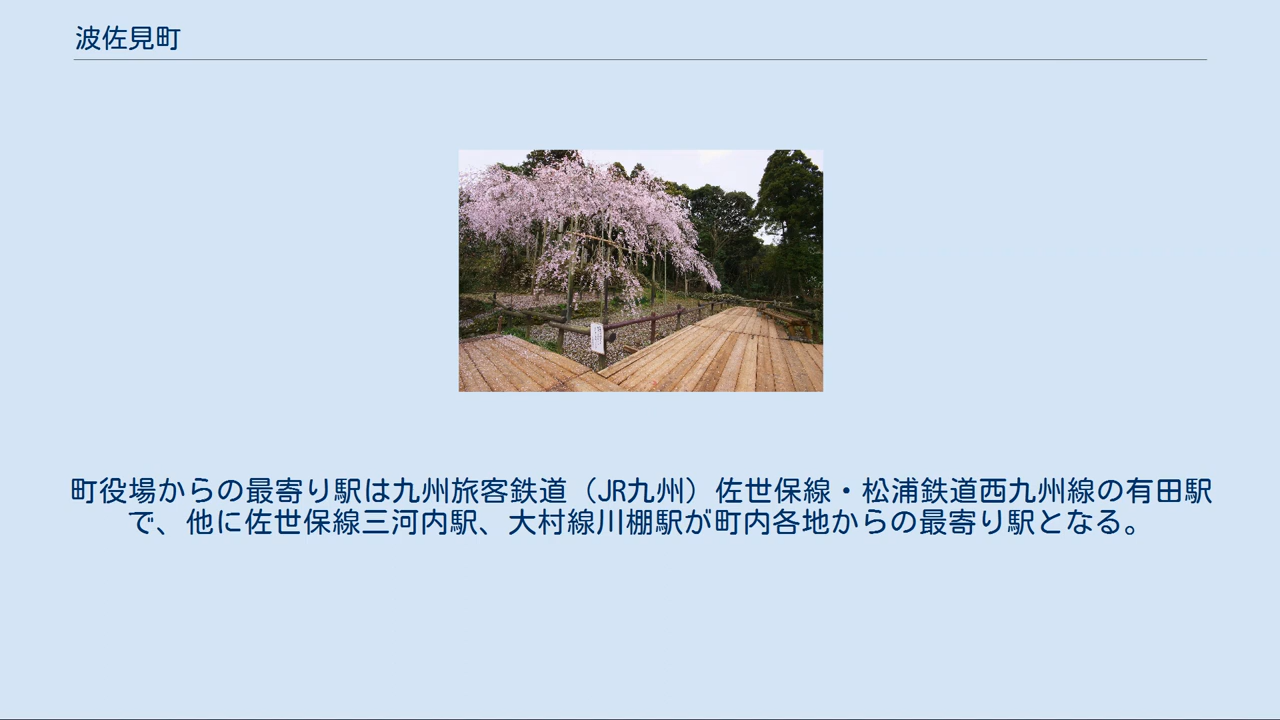 波佐見町
町役場からの最寄り駅は九州旅客鉄道（JR九州）佐世保線・松浦鉄道西九州線の有田駅
で、他に佐世保線三河内駅、大村線川棚駅が町内各地からの最寄り駅となる。